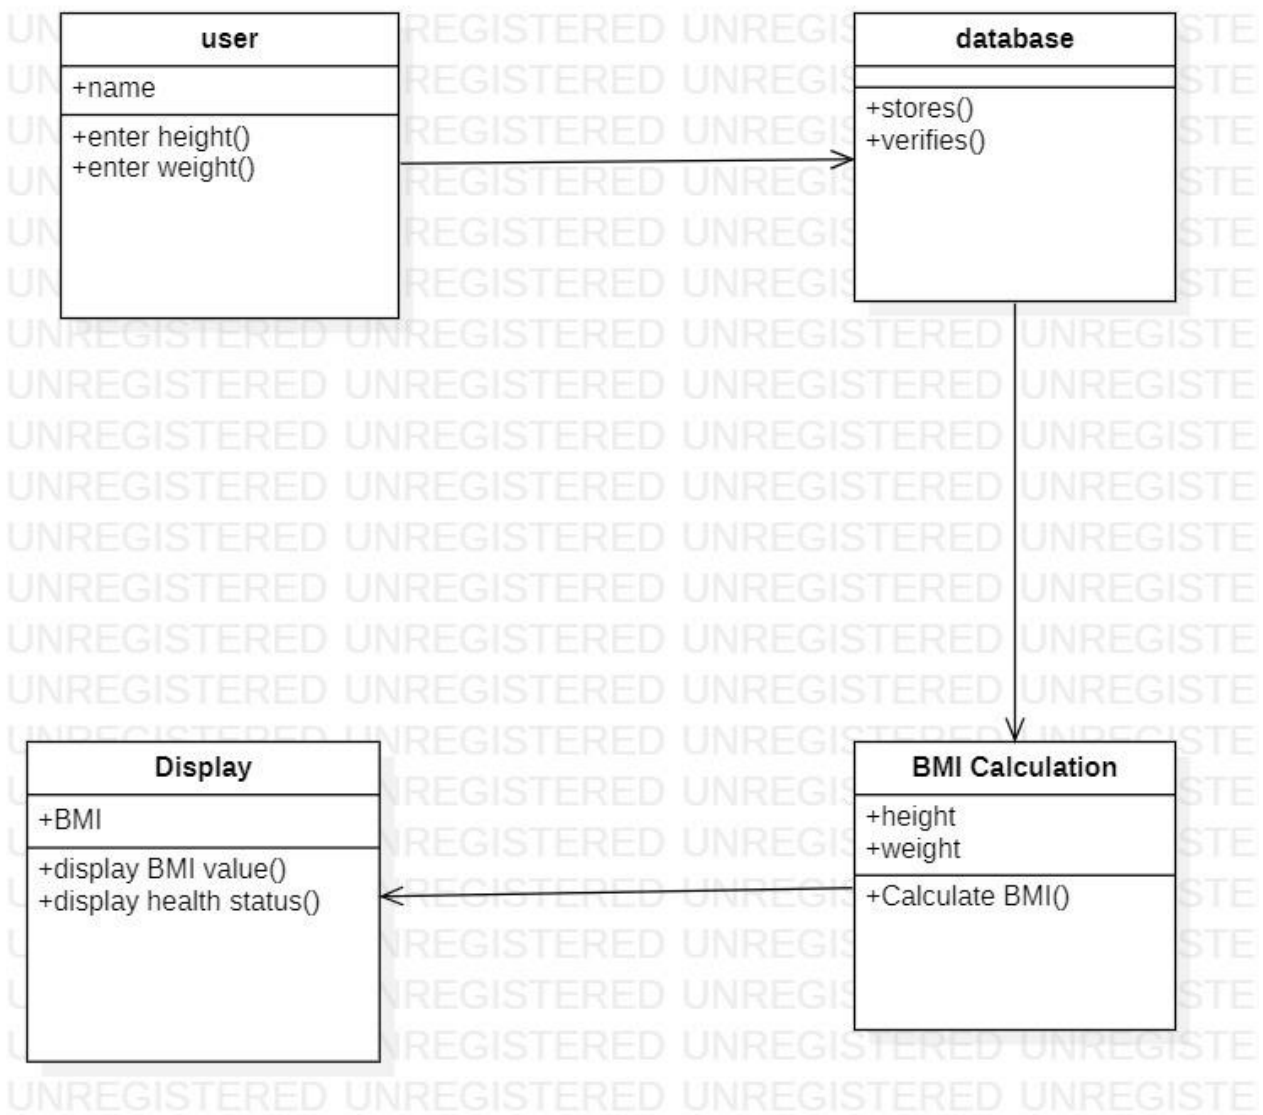 user
+name
+enter height()
+enter weight()
database
+stores()
+verifies()
Display
+BMI
+display BMI value()
+display health status()
BMI Calculation
+height
+weight
+Calculate BMI()
UNREGISTERED UNREGISTERED UNREGISTERED UNREGISTE